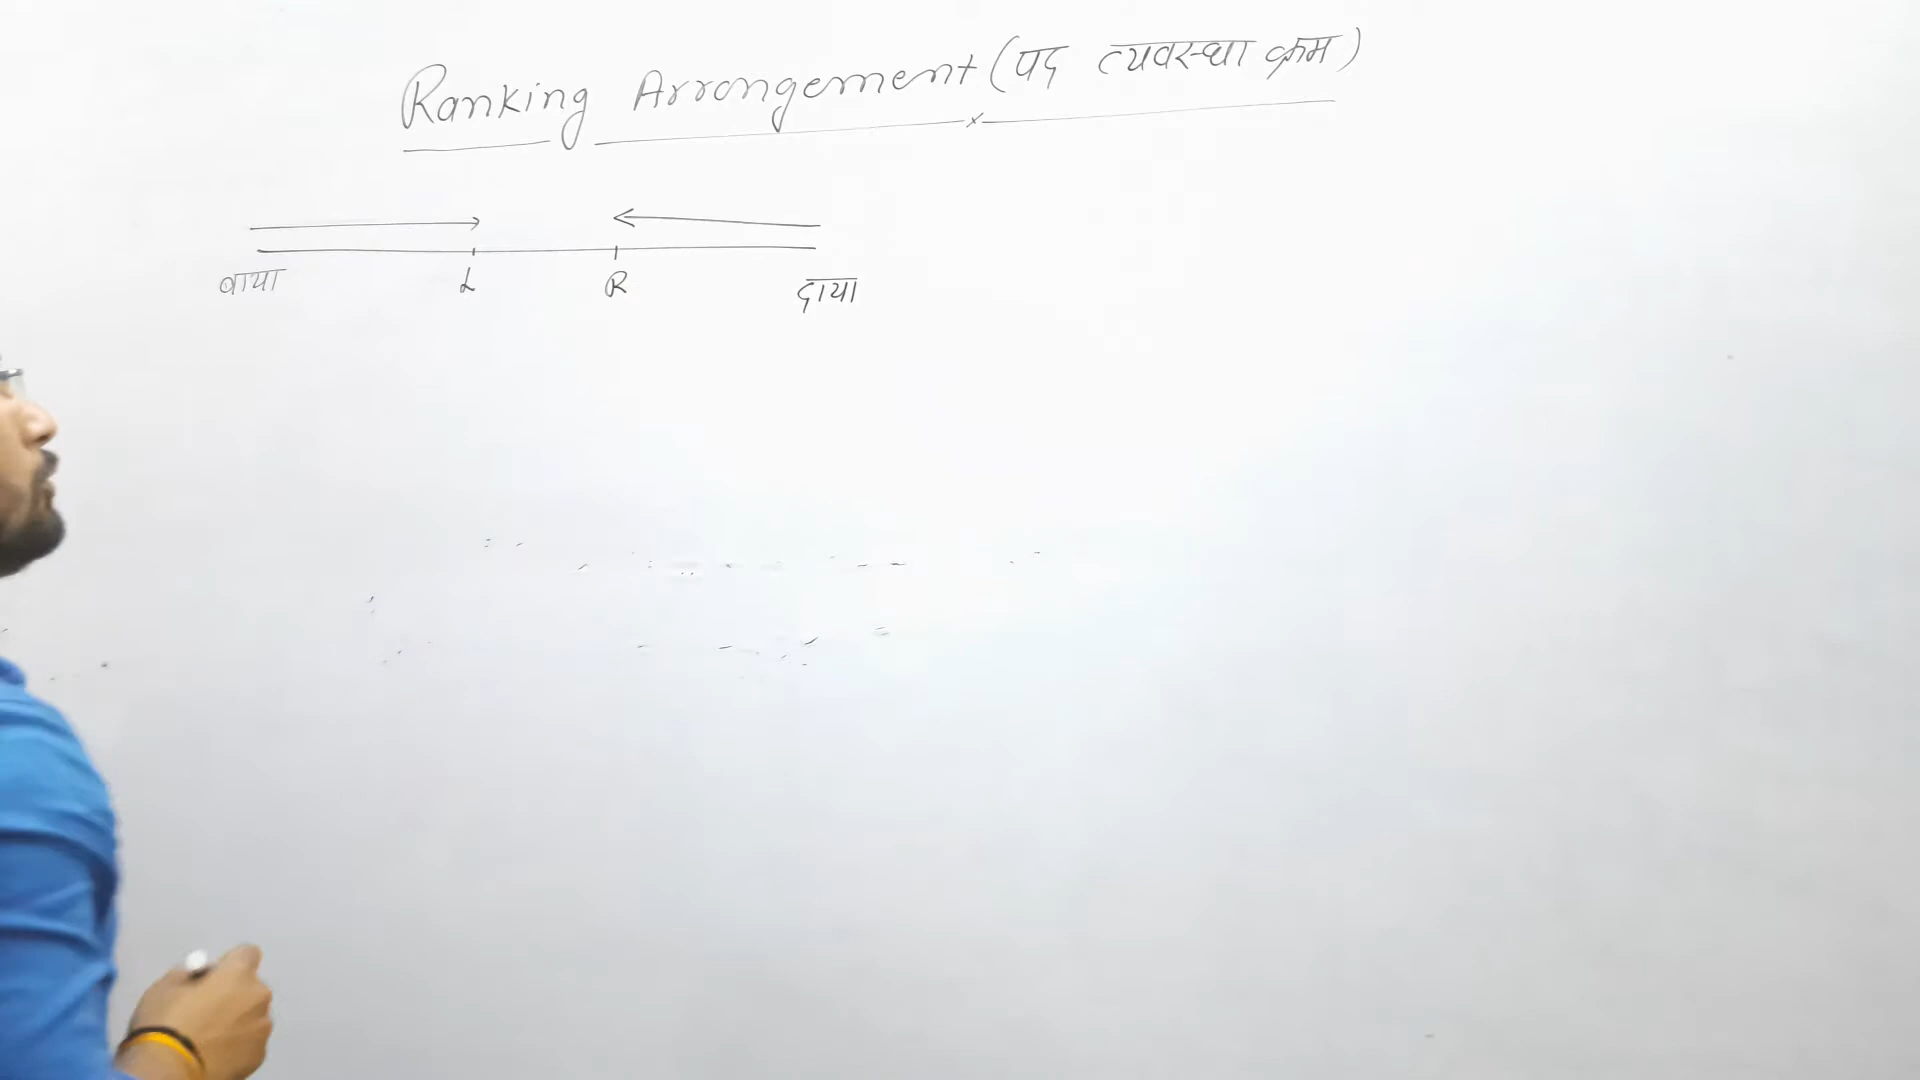 Ranking Arrangement (पद व्यवस्था क्रम)
बाया L R दाया